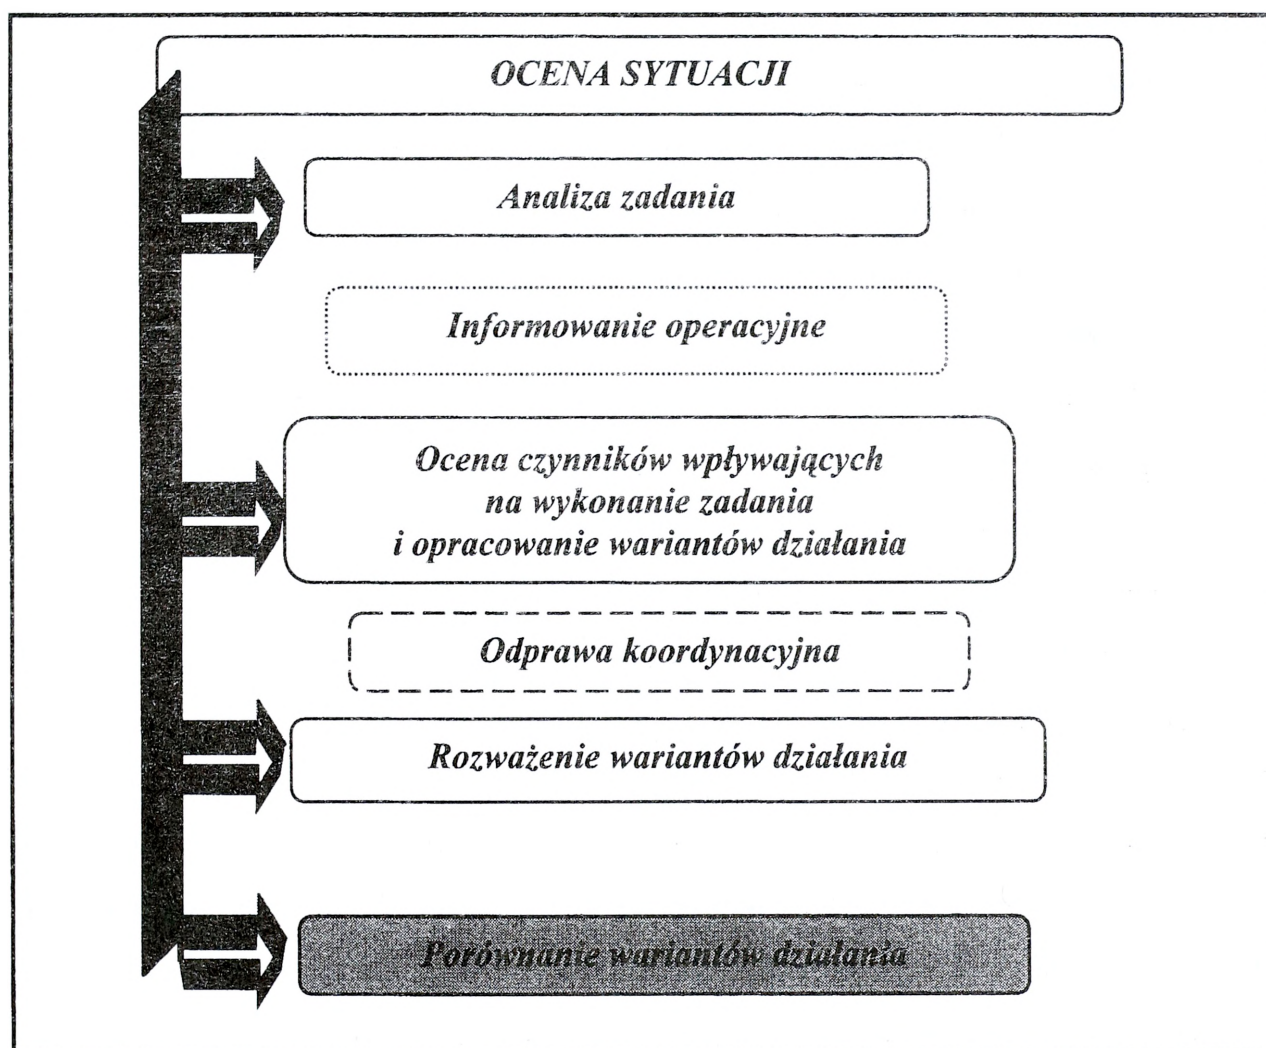 OCENA SYTUACJI
Analiza zadania
Informowanie operacyjne
Ocena czynników wpływających
na wykonanie zadania
i opracowanie wariantów działania
Odprawa koordynacyjna
Rozważenie wariantów działania
Porównanie wariantów działania